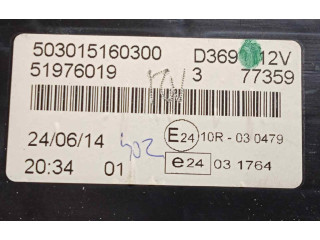 503015160300 D369 12V
51976019 3 77359
24/06/14 E24 10R - 03 0479
20:34 01 e24 03 1764